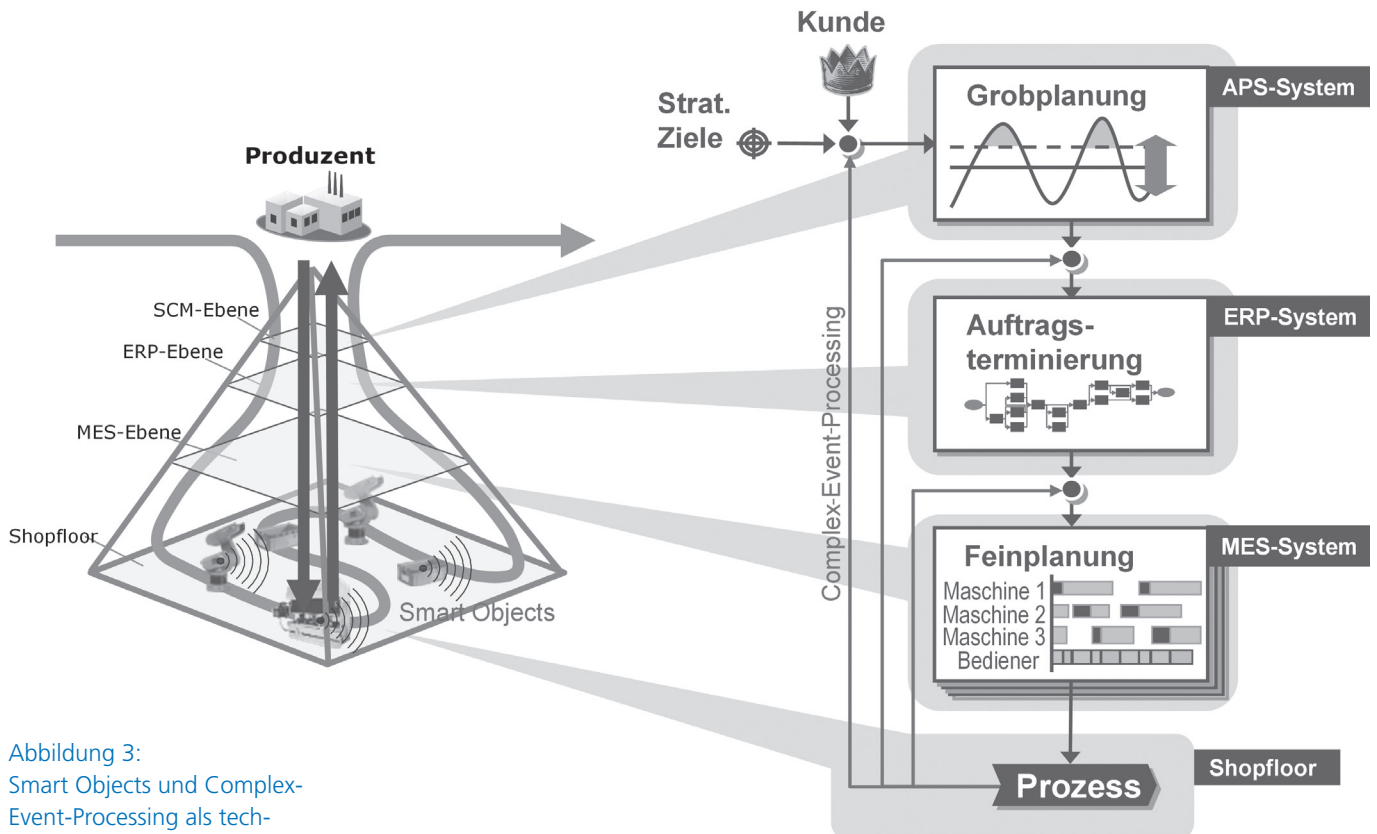 Kunde
Strat.
Ziele
Produzent
SCM-Ebene
ERP-Ebene
MES-Ebene
Shopfloor
Smart Objects
Complex-Event-Processing
Grobplanung
APS-System
Auftrags-
terminierung
ERP-System
Feinplanung
MES-System
Maschine 1
Maschine 2
Maschine 3
Bediener
Prozess
Shopfloor
Abbildung 3:
Smart Objects und Complex-
Event-Processing als tech-